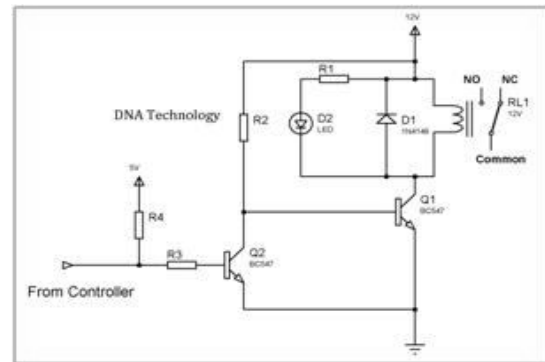 12V
R1
NO NC
RL1
12V
DNA Technology
R2
D2
LED
D1
1N4148
Common
5V
Q1
BC547
R4
R3
Q2
BC547
From Controller